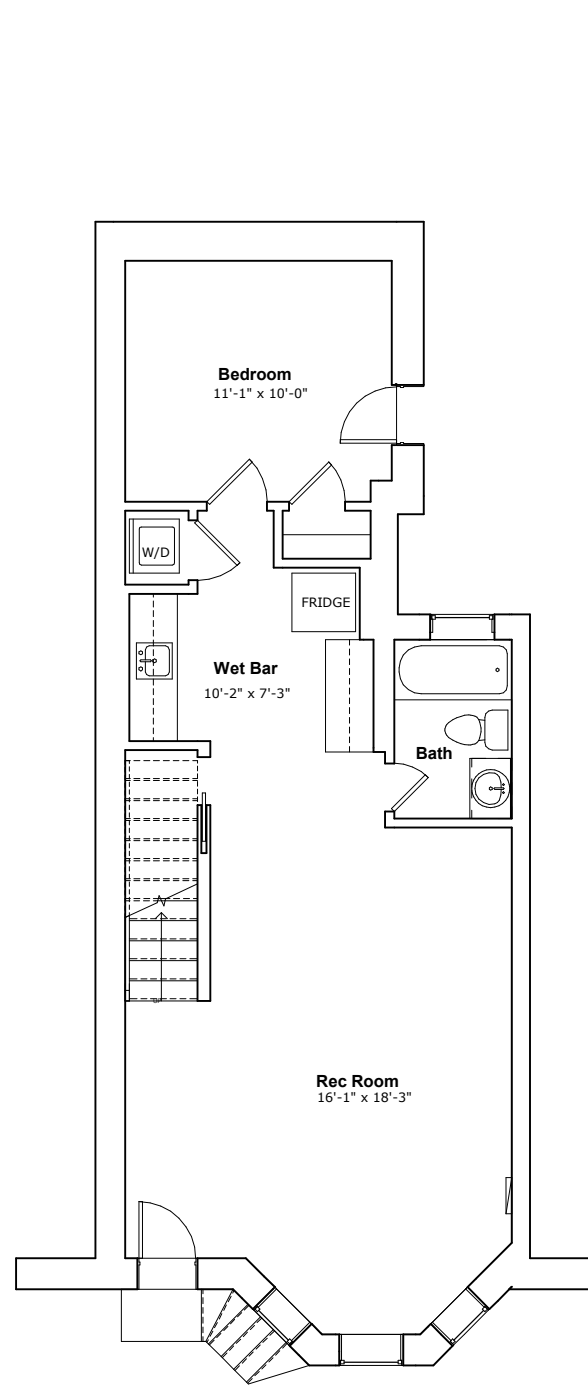 Bedroom
11'-1" x 10'-0"
W/D
FRIDGE
Wet Bar
10'-2" x 7'-3"
Bath
Rec Room
16'-1" x 18'-3"